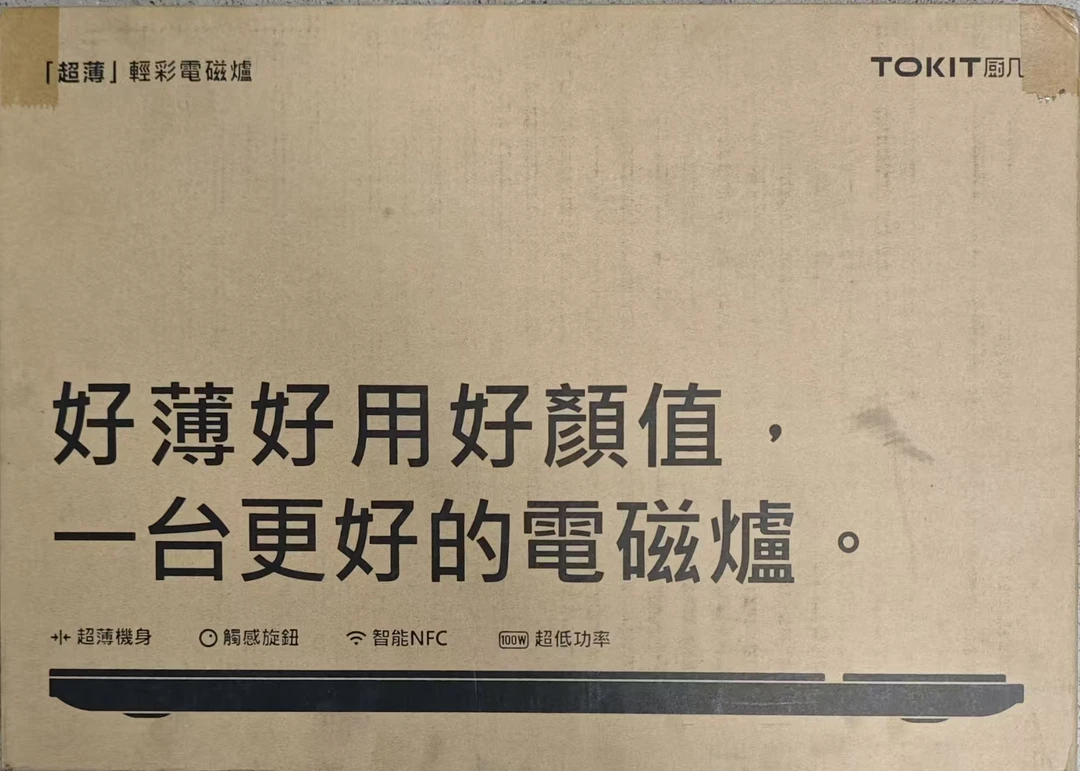 「超薄」輕彩電磁爐
TOKIT厨几
好薄好用好顏值，
一台更好的電磁爐。
超薄機身 觸感旋鈕 智能NFC 100W 超低功率